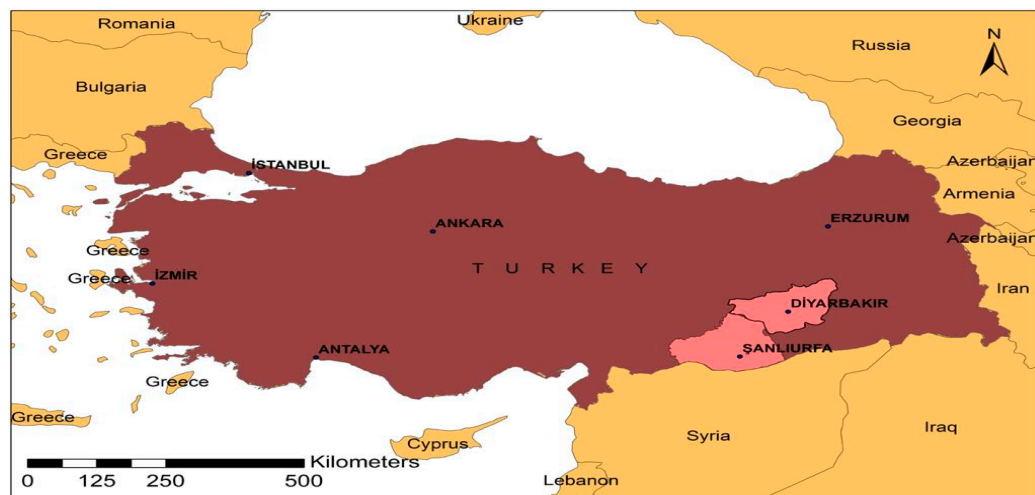 Romania
Ukraine
N
Russia
Bulgaria
Georgia
Greece
İSTANBUL
Azerbaijan
Armenia
ANKARA
ERZURUM
Azerbaijan
Greece
T U R K E Y
Greece
İZMİR
Iran
DİYARBAKIR
ANTALYA
ŞANLIURFA
Greece
Greece
Iraq
Syria
Cyprus
Kilometers
0 125 250 500
Lebanon